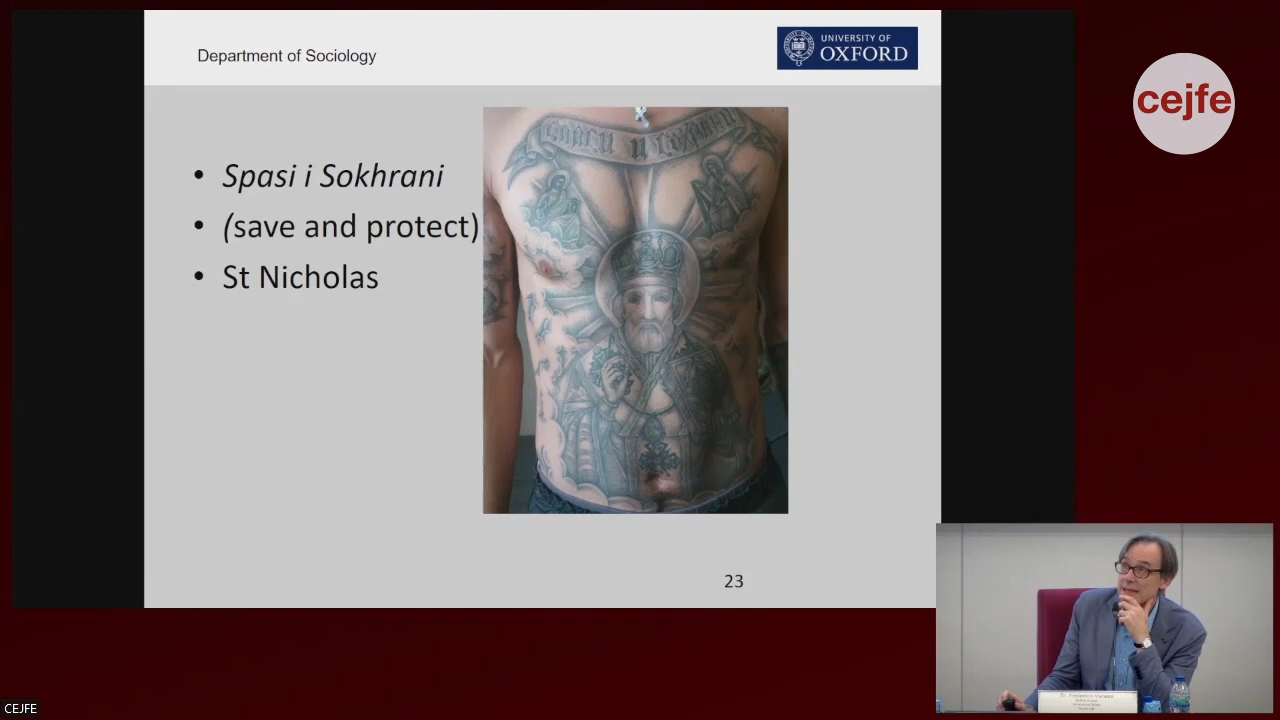 Department of Sociology
UNIVERSITY OF
OXFORD
cejfe
• Spasi i Sokhrani
• (save and protect)
• St Nicholas
23
CEJFE